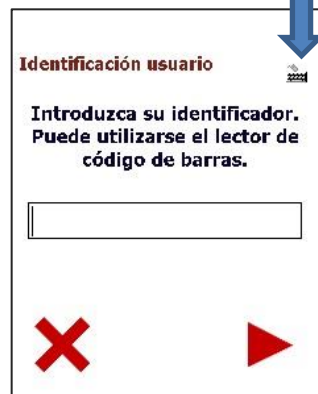 Identificación usuario
Introduzca su identificador.
Puede utilizarse el lector de
código de barras.